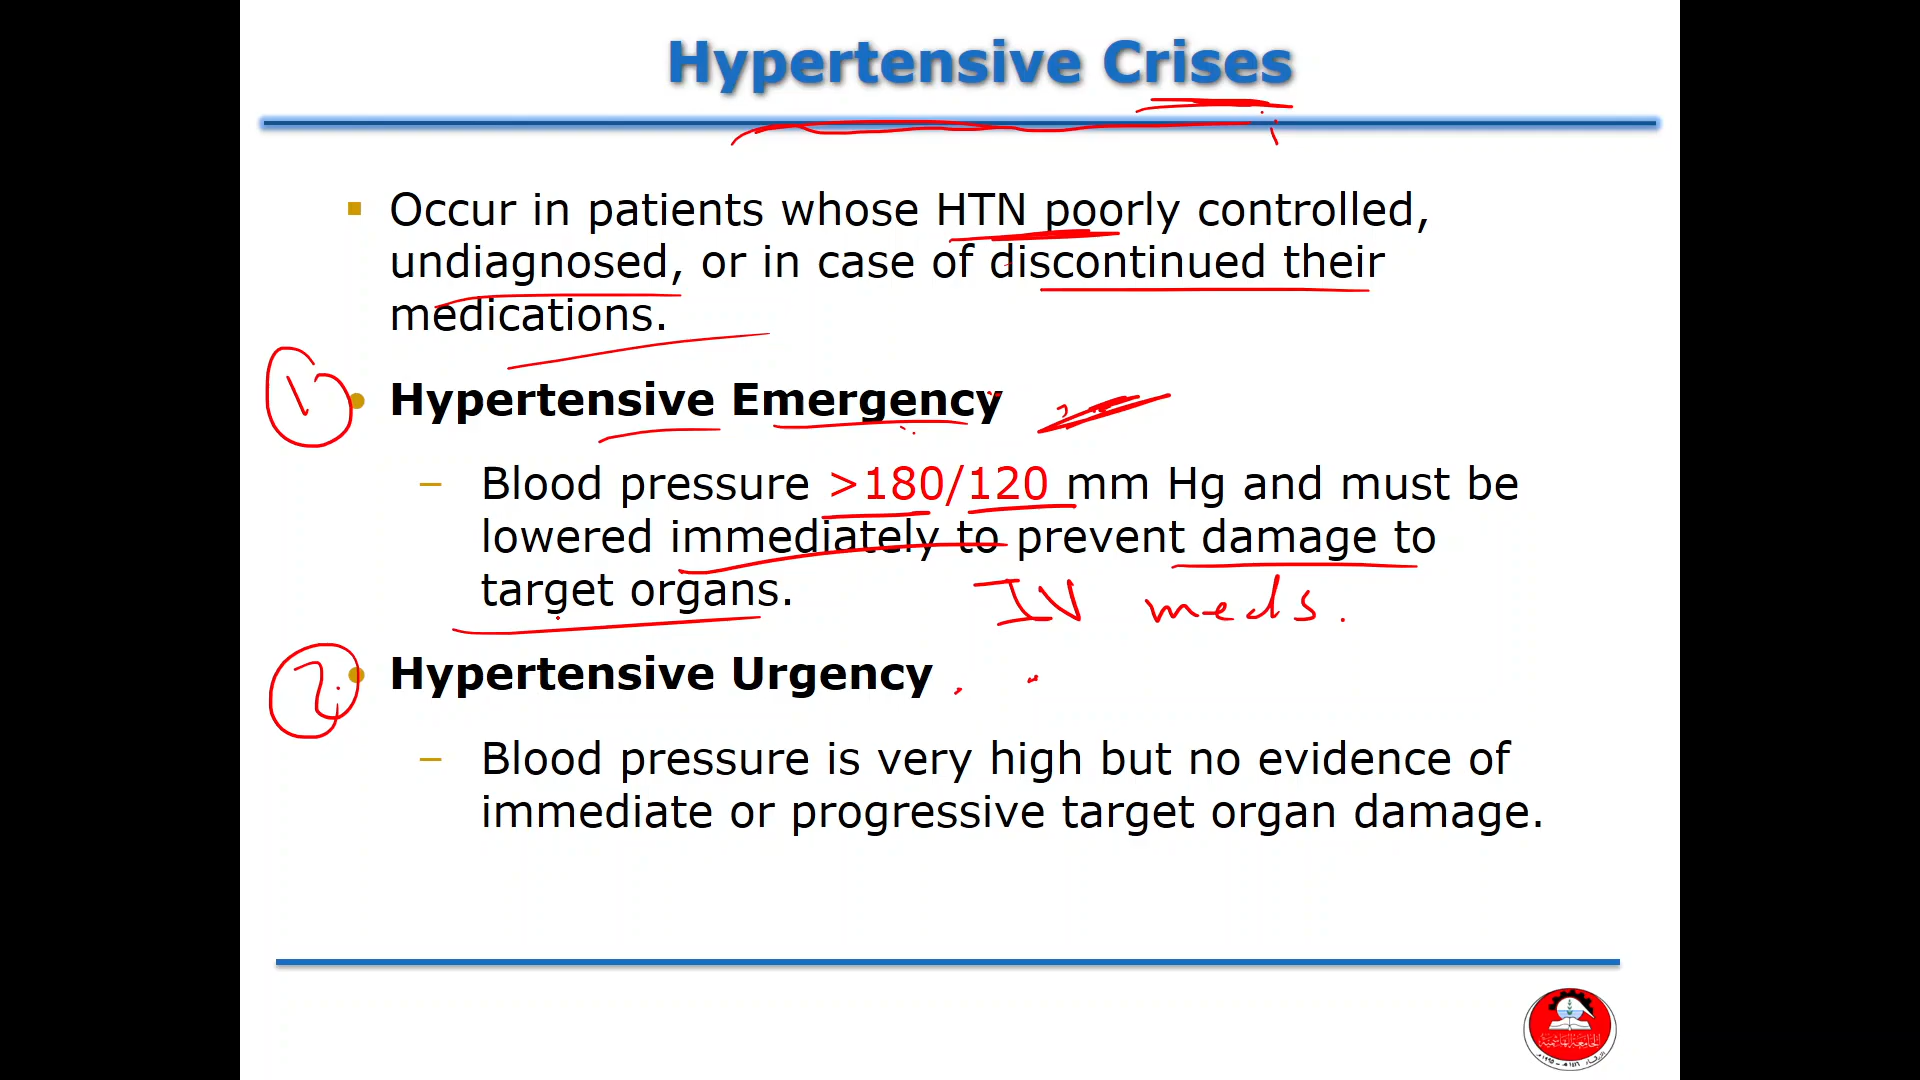 Hypertensive Crises
Occur in patients whose HTN poorly controlled,
undiagnosed, or in case of discontinued their
medications.
1
Hypertensive Emergency
Blood pressure >180/120 mm Hg and must be
lowered immediately to prevent damage to
target organs.
IV meds.
2
Hypertensive Urgency
Blood pressure is very high but no evidence of
immediate or progressive target organ damage.
الجامعة الهاشمية